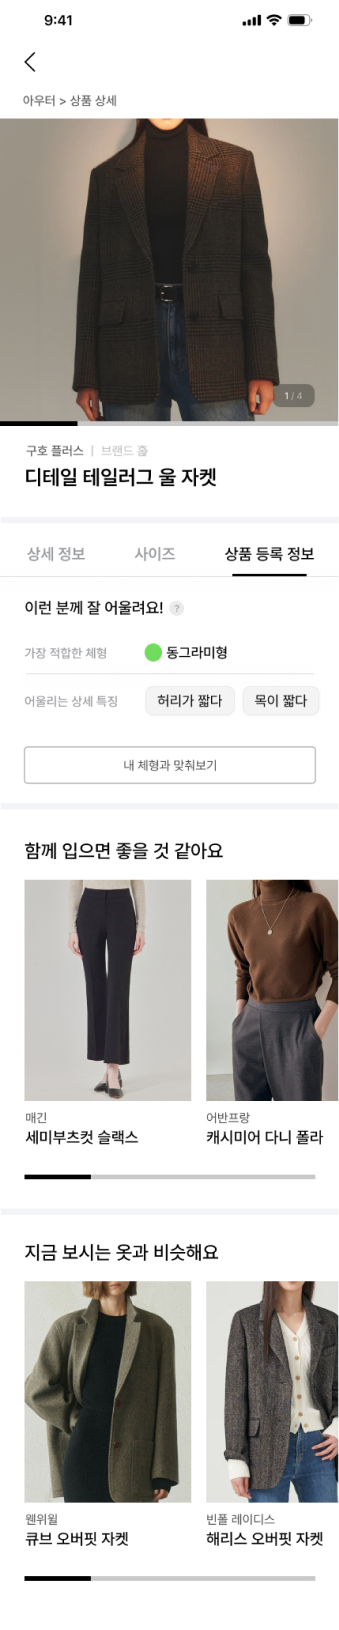 9:41
아우터 > 상품 상세
1 / 4
구호 플러스 | 브랜드 홈
디테일 테일러그 울 자켓
상세 정보 사이즈 상품 등록 정보
이런 분께 잘 어울려요! ?
가장 적합한 체형 동그라미형
어울리는 상세 특징 허리가 짧다 목이 짧다
내 체형과 맞춰보기
함께 입으면 좋을 것 같아요
매긴 어반프랑
세미부츠컷 슬랙스 캐시미어 다니 폴라
지금 보시는 옷과 비슷해요
웬위윌 빈폴 레이디스
큐브 오버핏 자켓 해리스 오버핏 자켓